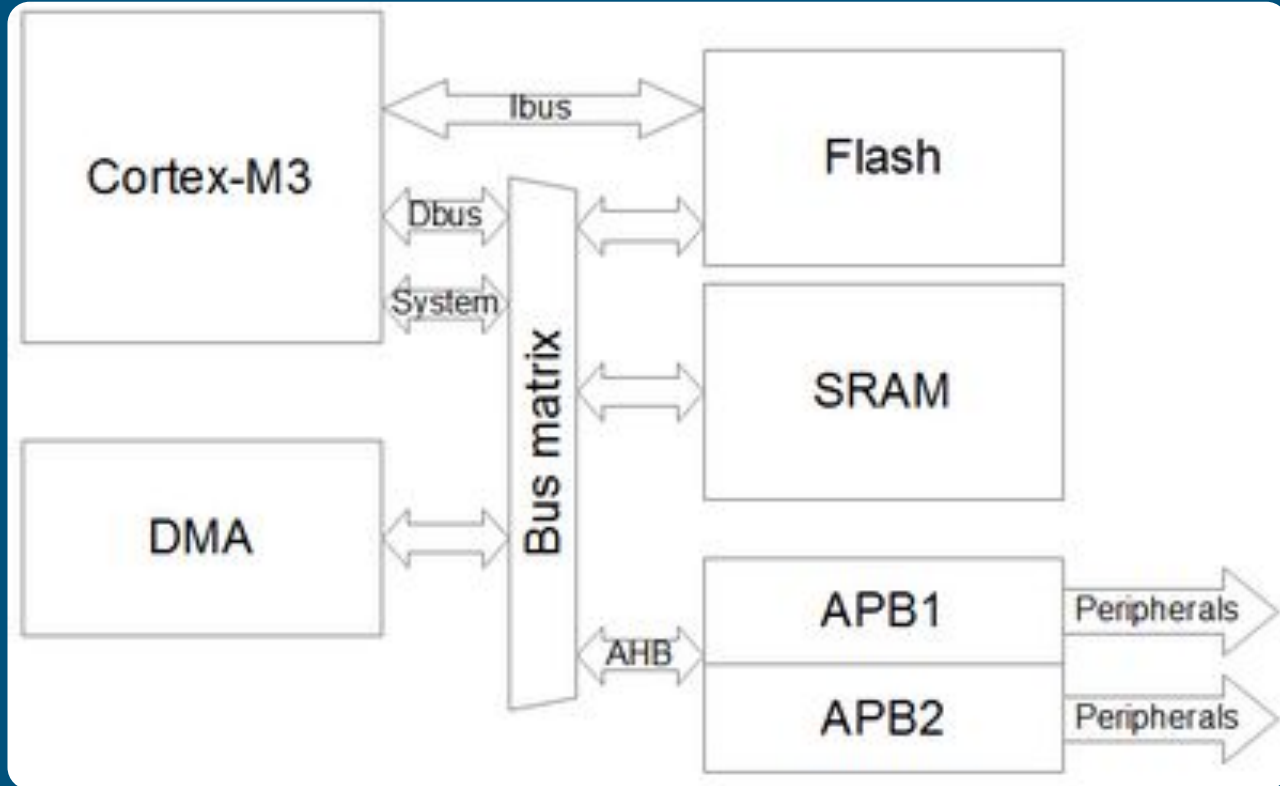 Cortex-M3
Ibus
Flash
Dbus
System
Bus matrix
SRAM
DMA
AHB
APB1
Peripherals
APB2
Peripherals